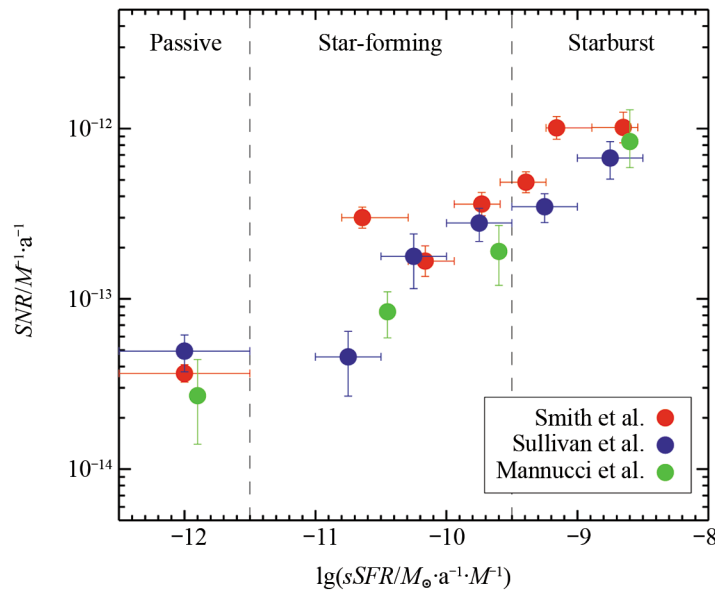 Passive Star-forming Starburst
10⁻¹²
10⁻¹³
10⁻¹⁴
SNR/M⁻¹·a⁻¹
Smith et al.
Sullivan et al.
Mannucci et al.
−12 −11 −10 −9 −8
lg(sSFR/M⊙·a⁻¹·M⁻¹)